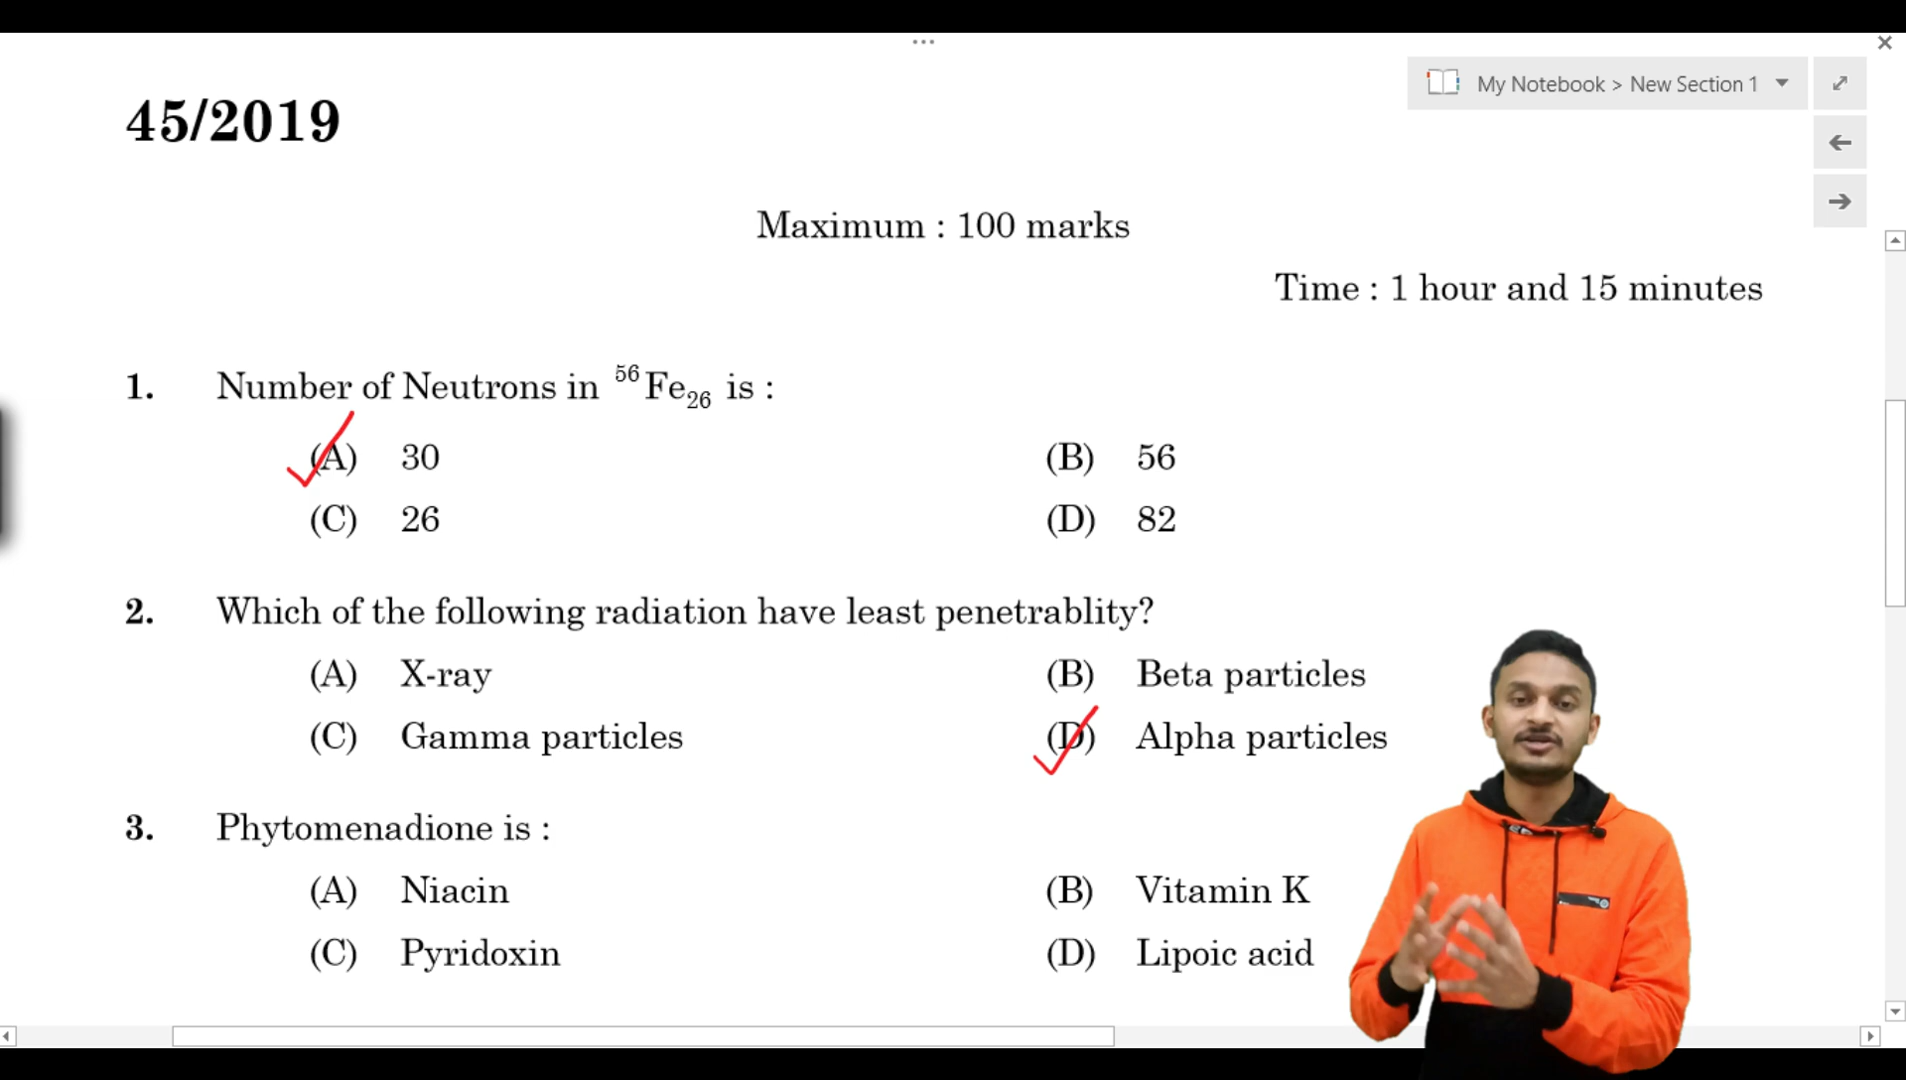 ...
My Notebook > New Section 1
45/2019
Maximum : 100 marks
Time : 1 hour and 15 minutes
1. Number of Neutrons in ⁵⁶Fe₂₆ is :
(A) 30 (B) 56
(C) 26 (D) 82
2. Which of the following radiation have least penetrablity?
(A) X-ray (B) Beta particles
(C) Gamma particles (D) Alpha particles
3. Phytomenadione is :
(A) Niacin (B) Vitamin K
(C) Pyridoxin (D) Lipoic acid